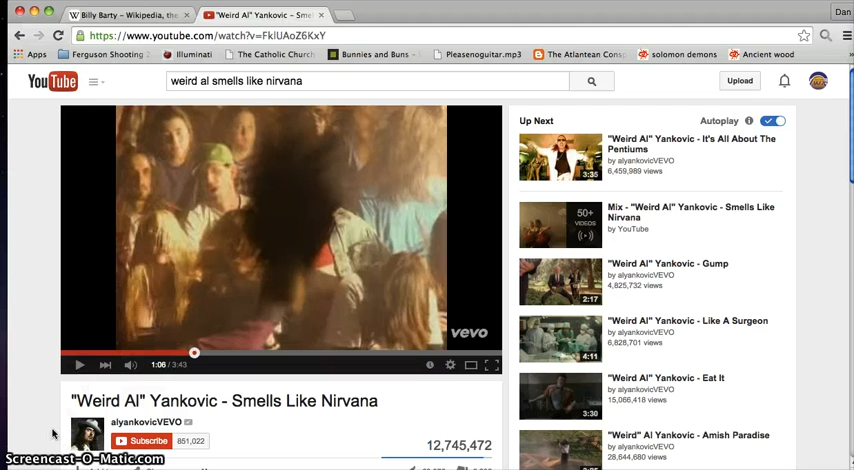 Billy Barty – Wikipedia, the.
"Weird Al" Yankovic - Smel
Dan
https://www.youtube.com/watch?v=FklUAoZ6KxY
Apps
Ferguson Shooting
Illuminati
The Catholic Church
Bunnies and Buns
Pleasenoguitar.mp3
The Atlantean Cons
solomon demons
Ancient wood
YouTube
weird al smells like nirvana
Upload
Up Next
Autoplay
"Weird Al" Yankovic - It's All About The
Pentiums
by alyankovicVEVO
6,459,989 views
3:35
Mix - "Weird Al" Yankovic - Smells Like
Nirvana
by YouTube
50+
VIDEOS
"Weird Al" Yankovic - Gump
by alyankovicVEVO
4,825,732 views
2:17
"Weird Al" Yankovic - Like A Surgeon
by alyankovicVEVO
6,828,701 views
4:11
"Weird Al" Yankovic - Eat It
by alyankovicVEVO
15,066,418 views
3:30
"Weird" Al Yankovic - Amish Paradise
by alyankovicVEVO
28,644,680 views
vevo
1:06 / 3:43
"Weird Al" Yankovic - Smells Like Nirvana
alyankovicVEVO
Subscribe
851,022
12,745,472
Screencast-O-Matic.com